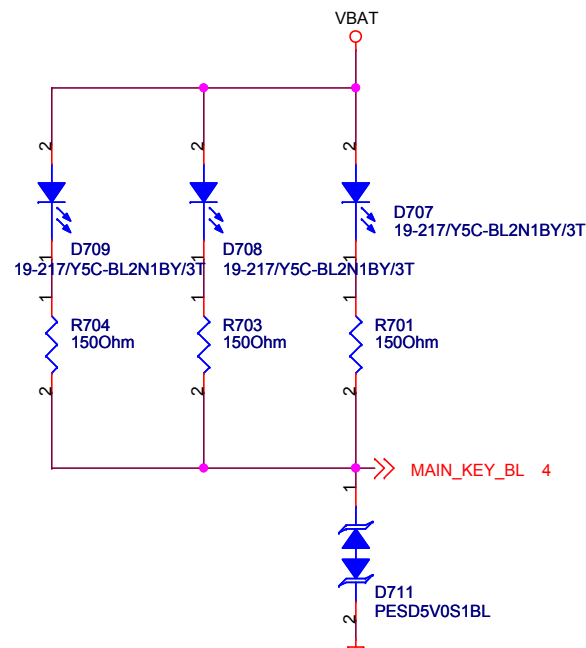 VBAT
2
2
2
D707
19-217/Y5C-BL2N1BY/3T
D709
19-217/Y5C-BL2N1BY/3T
D708
19-217/Y5C-BL2N1BY/3T
1
1
1
1
1
1
R704
150Ohm
R703
150Ohm
R701
150Ohm
2
2
2
MAIN_KEY_BL 4
1
D711
PESD5V0S1BL
2